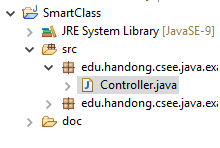 SmartClass
JRE System Library [JavaSE-9]
src
edu.handong.csee.java.exa
Controller.java
edu.handong.csee.java.exa
doc